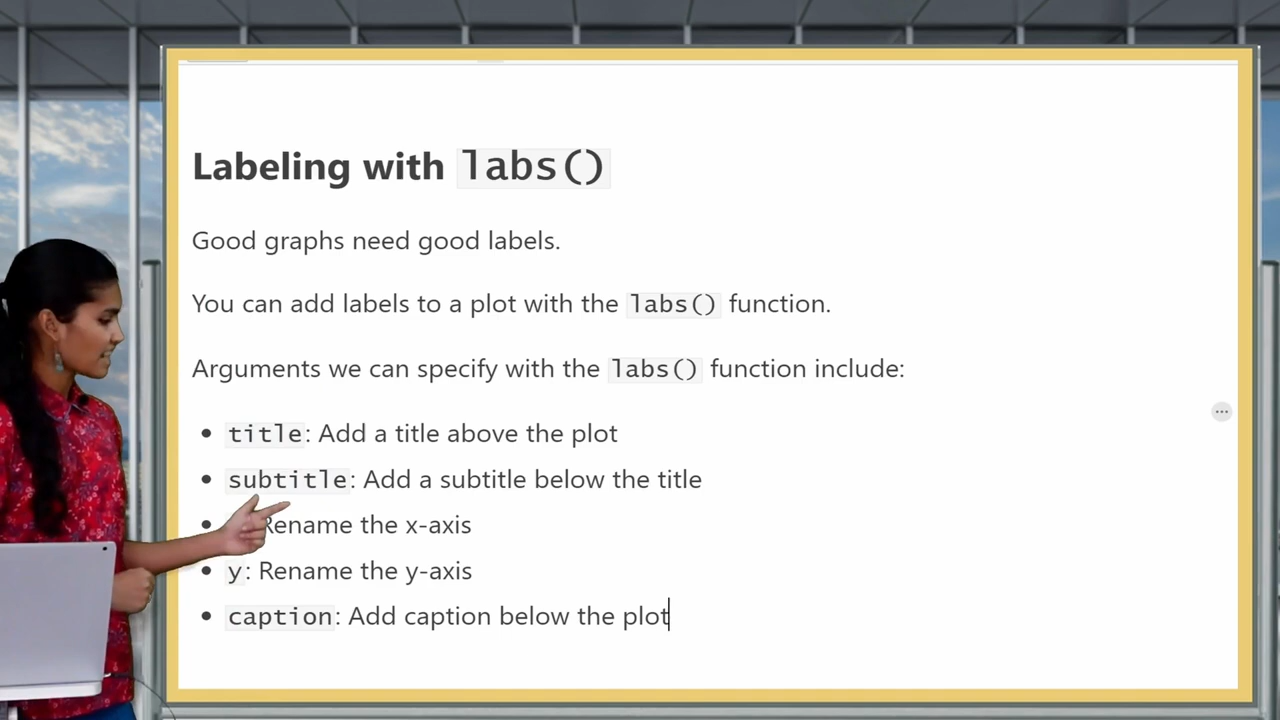 Labeling with labs()
Good graphs need good labels.
You can add labels to a plot with the labs() function.
Arguments we can specify with the labs() function include:
title: Add a title above the plot
subtitle: Add a subtitle below the title
Rename the x-axis
y: Rename the y-axis
caption: Add caption below the plot